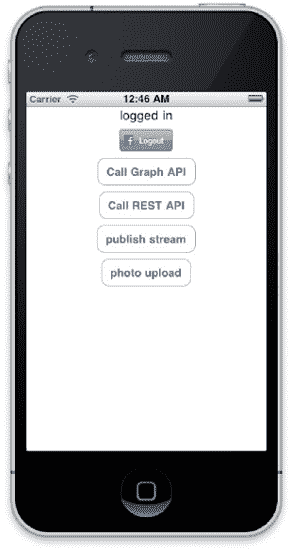 Carrier 12:46 AM
logged in
f Logout
Call Graph API
Call REST API
publish stream
photo upload